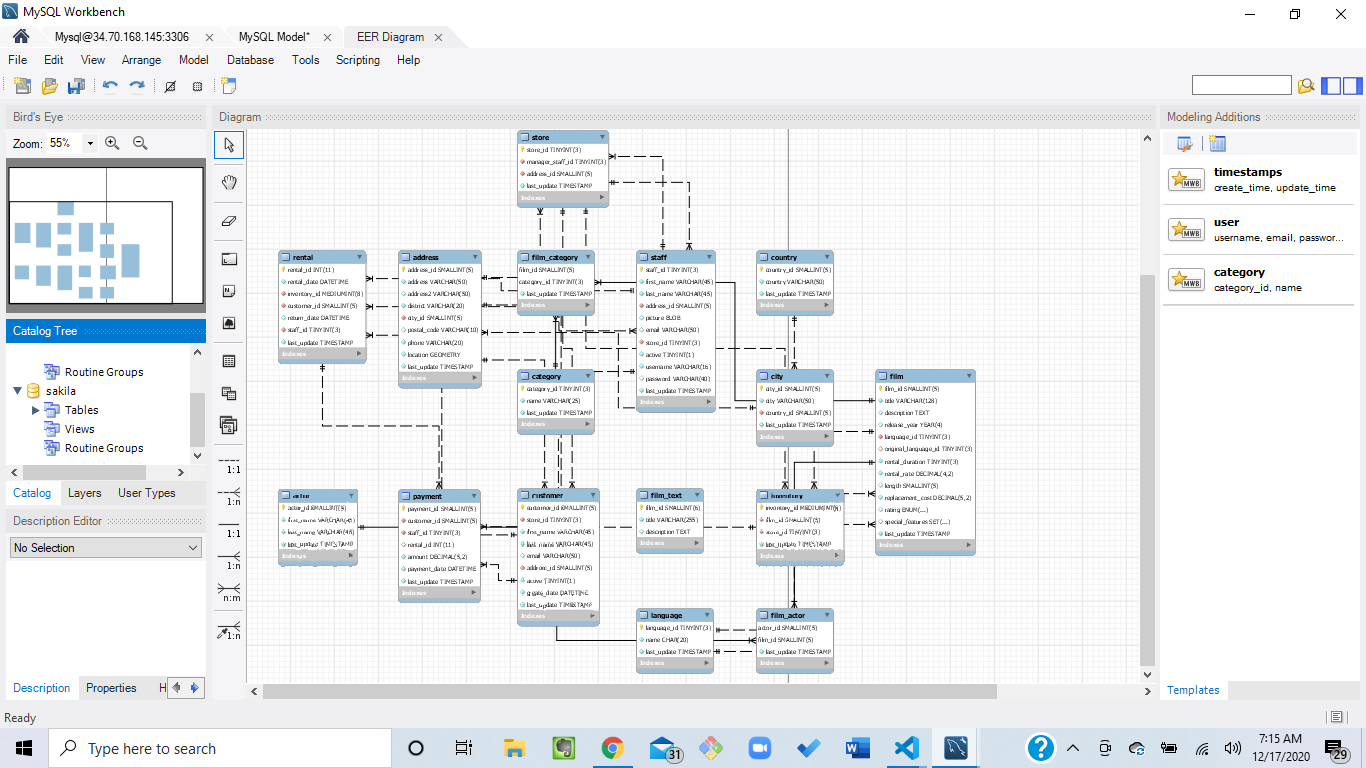 MySQL Workbench
Mysql@34.70.168.145:3306
MySQL Model*
EER Diagram
File Edit View Arrange Model Database Tools Scripting Help
Bird's Eye
Zoom: 55%
Catalog Tree
Routine Groups
sakila
Tables
Views
Routine Groups
Catalog Layers User Types
Description Editor
No Selection
Description Properties H
Ready
Diagram
1:1
1:n
1:1
1:n
n:m
1:n
store
store_id TINYINT(3)
manager_staff_id TINYINT(3)
address_id SMALLINT(5)
last_update TIMESTAMP
Indexes
rental
rental_id INT(11)
rental_date DATETIME
inventory_id MEDIUMINT(8)
customer_id SMALLINT(5)
return_date DATETIME
staff_id TINYINT(3)
last_update TIMESTAMP
Indexes
address
address_id SMALLINT(5)
address VARCHAR(50)
address2 VARCHAR(50)
district VARCHAR(20)
city_id SMALLINT(5)
postal_code VARCHAR(10)
phone VARCHAR(20)
location GEOMETRY
last_update TIMESTAMP
Indexes
film_category
film_id SMALLINT(5)
category_id TINYINT(3)
last_update TIMESTAMP
Indexes
staff
staff_id TINYINT(3)
first_name VARCHAR(45)
last_name VARCHAR(45)
address_id SMALLINT(5)
picture BLOB
email VARCHAR(50)
store_id TINYINT(3)
active TINYINT(1)
username VARCHAR(16)
password VARCHAR(40)
last_update TIMESTAMP
Indexes
country
country_id SMALLINT(5)
country VARCHAR(50)
last_update TIMESTAMP
Indexes
category
category_id TINYINT(3)
name VARCHAR(25)
last_update TIMESTAMP
Indexes
city
city_id SMALLINT(5)
city VARCHAR(50)
country_id SMALLINT(5)
last_update TIMESTAMP
Indexes
film
film_id SMALLINT(5)
title VARCHAR(128)
description TEXT
release_year YEAR(4)
language_id TINYINT(3)
original_language_id TINYINT(3)
rental_duration TINYINT(3)
rental_rate DECIMAL(4,2)
length SMALLINT(5)
replacement_cost DECIMAL(5,2)
rating ENUM(...)
special_features SET(...)
last_update TIMESTAMP
Indexes
actor
actor_id SMALLINT(5)
first_name VARCHAR(45)
last_name VARCHAR(45)
last_update TIMESTAMP
Indexes
payment
payment_id SMALLINT(5)
customer_id SMALLINT(5)
staff_id TINYINT(3)
rental_id INT(11)
amount DECIMAL(5,2)
payment_date DATETIME
last_update TIMESTAMP
Indexes
customer
customer_id SMALLINT(5)
store_id TINYINT(3)
first_name VARCHAR(45)
last_name VARCHAR(45)
email VARCHAR(50)
address_id SMALLINT(5)
active TINYINT(1)
last_update TIMESTAMP
Indexes
film_text
film_id SMALLINT(6)
title VARCHAR(255)
description TEXT
Indexes
inventory
inventory_id MEDIUMINT(8)
film_id SMALLINT(5)
store_id TINYINT(3)
last_update TIMESTAMP
Indexes
language
language_id TINYINT(3)
name CHAR(20)
last_update TIMESTAMP
Indexes
film_actor
actor_id SMALLINT(5)
film_id SMALLINT(5)
last_update TIMESTAMP
Indexes
Modeling Additions
MWB
timestamps
create_time, update_time
MWB
user
username, email, passwor...
MWB
category
category_id, name
Templates
Type here to search
31
7:15 AM
12/17/2020
29